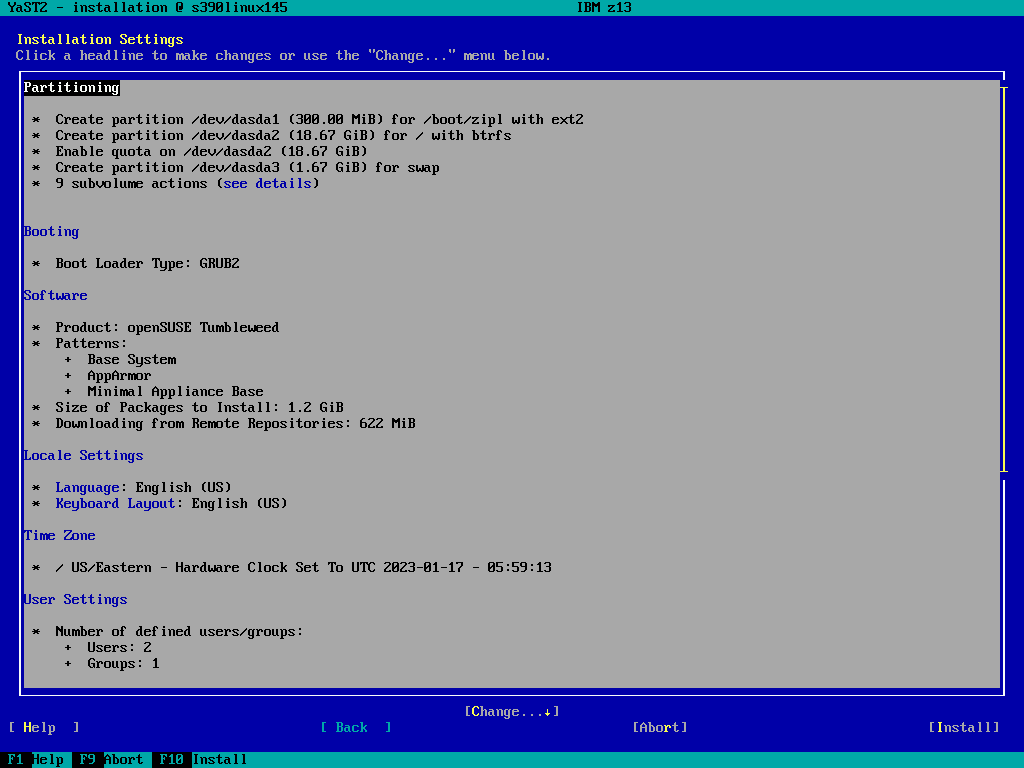 YaST2 - installation @ s390linux145 IBM z13
Installation Settings
Click a headline to make changes or use the "Change..." menu below.
Partitioning
* Create partition /dev/dasda1 (300.00 MiB) for /boot/zipl with ext2
* Create partition /dev/dasda2 (18.67 GiB) for / with btrfs
* Enable quota on /dev/dasda2 (18.67 GiB)
* Create partition /dev/dasda3 (1.67 GiB) for swap
* 9 subvolume actions (see details)
Booting
* Boot Loader Type: GRUB2
Software
* Product: openSUSE Tumbleweed
* Patterns:
+ Base System
+ AppArmor
+ Minimal Appliance Base
* Size of Packages to Install: 1.2 GiB
* Downloading from Remote Repositories: 622 MiB
Locale Settings
* Language: English (US)
* Keyboard Layout: English (US)
Time Zone
* / US/Eastern - Hardware Clock Set To UTC 2023-01-17 - 05:59:13
User Settings
* Number of defined users/groups:
+ Users: 2
+ Groups: 1
[Change...↓]
[ Help ] [ Back ] [Abort] [Install]
F1 Help F9 Abort F10 Install